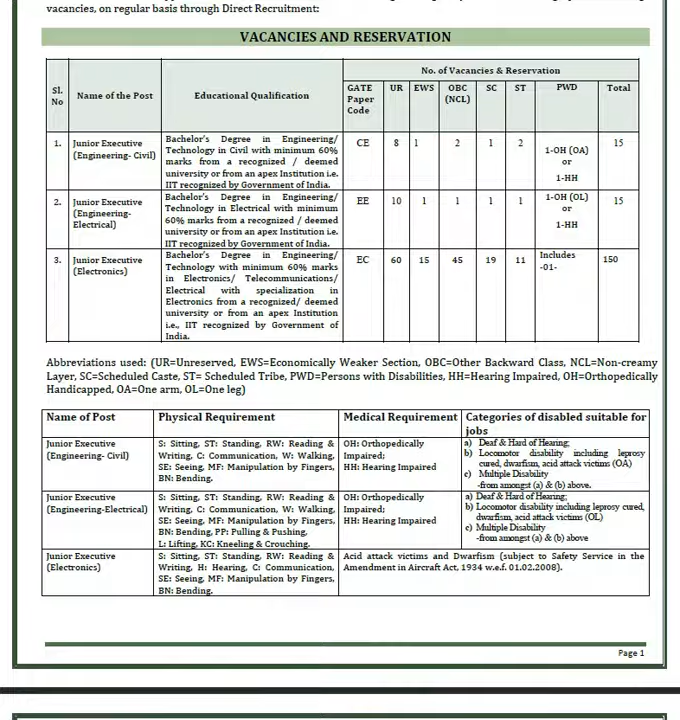 vacancies, on regular basis through Direct Recruitment:
VACANCIES AND RESERVATION
Sl. No
Name of the Post
Educational Qualification
No. of Vacancies & Reservation
GATE Paper Code
UR
EWS
OBC (NCL)
SC
ST
PWD
Total
1.
Junior Executive
(Engineering- Civil)
Bachelor's Degree in Engineering/
Technology in Civil with minimum 60%
marks from a recognized / deemed
university or from an apex Institution i.e.
IIT recognized by Government of India.
CE
8
1
2
1
2
1-OH (OA)
or
1-HH
15
2.
Junior Executive
(Engineering-
Electrical)
Bachelor's Degree in Engineering/
Technology in Electrical with minimum
60% marks from a recognized / deemed
university or from an apex Institution i.e.
IIT recognized by Government of India.
EE
10
1
1
1
1
1-OH (OL)
or
1-HH
15
3.
Junior Executive
(Electronics)
Bachelor's Degree in Engineering/
Technology with minimum 60% marks
in Electronics/ Telecommunications/
Electrical with specialization in
Electronics from a recognized/ deemed
university or from an apex Institution
i.e., IIT recognized by Government of
India.
EC
60
15
45
19
11
Includes
-01-
150
Abbreviations used: (UR=Unreserved, EWS=Economically Weaker Section, OBC=Other Backward Class, NCL=Non-creamy
Layer, SC=Scheduled Caste, ST= Scheduled Tribe, PWD=Persons with Disabilities, HH=Hearing Impaired, OH=Orthopedically
Handicapped, OA=One arm, OL=One leg)
Name of Post
Physical Requirement
Medical Requirement
Categories of disabled suitable for
jobs
Junior Executive
(Engineering- Civil)
S: Sitting, ST: Standing, RW: Reading &
Writing, C: Communication, W: Walking,
SE: Seeing, MF: Manipulation by Fingers,
BN: Bending.
OH: Orthopedically
Impaired;
HH: Hearing Impaired
a) Deaf & Hard of Hearing;
b) Locomotor disability including leprosy
cured, dwarfism, acid attack victims (OA)
c) Multiple Disability
-from amongst (a) & (b) above.
Junior Executive
(Engineering-Electrical)
S: Sitting, ST: Standing, RW: Reading &
Writing, C: Communication, W: Walking,
SE: Seeing, MF: Manipulation by Fingers,
BN: Bending, PP: Pulling & Pushing,
L: Lifting, KC: Kneeling & Crouching.
OH: Orthopedically
Impaired;
HH: Hearing Impaired
a) Deaf & Hard of Hearing;
b) Locomotor disability including leprosy cured,
dwarfism, acid attack victims (OL)
c) Multiple Disability
-from amongst (a) & (b) above
Junior Executive
(Electronics)
S: Sitting, ST: Standing, RW: Reading &
Writing, H: Hearing, C: Communication,
SE: Seeing, MF: Manipulation by Fingers,
BN: Bending.
Acid attack victims and Dwarfism (subject to Safety Service in the
Amendment in Aircraft Act, 1934 w.e.f. 01.02.2008).
Page 1